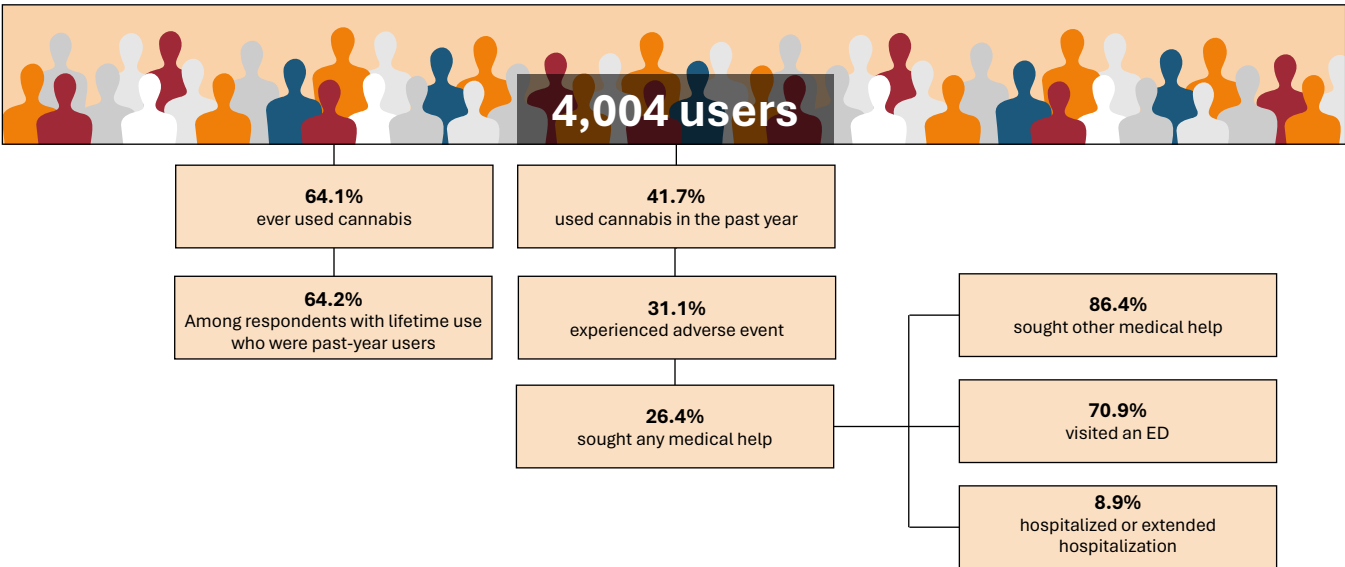 4,004 users
64.1%
ever used cannabis
64.2%
Among respondents with lifetime use
who were past-year users
41.7%
used cannabis in the past year
31.1%
experienced adverse event
26.4%
sought any medical help
86.4%
sought other medical help
70.9%
visited an ED
8.9%
hospitalized or extended
hospitalization